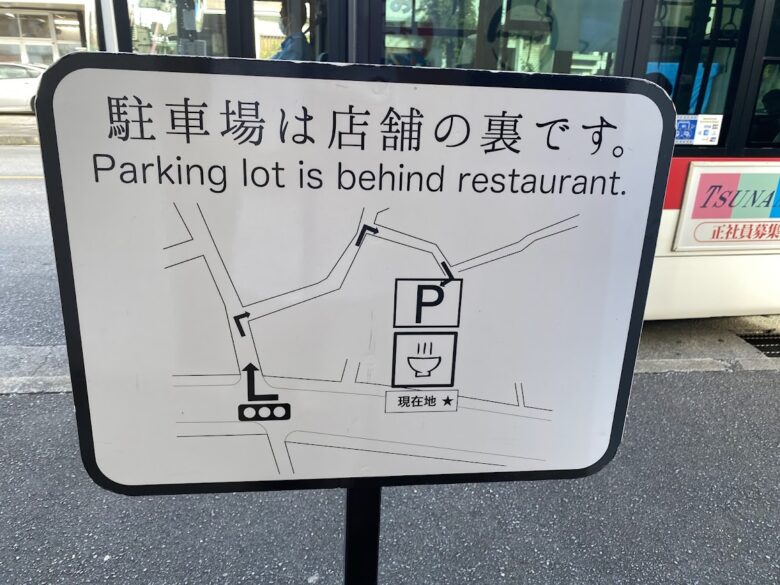 駐車場は店舗の裏です。
Parking lot is behind restaurant.
P
現在地 ★
TSUNA
正社員募集